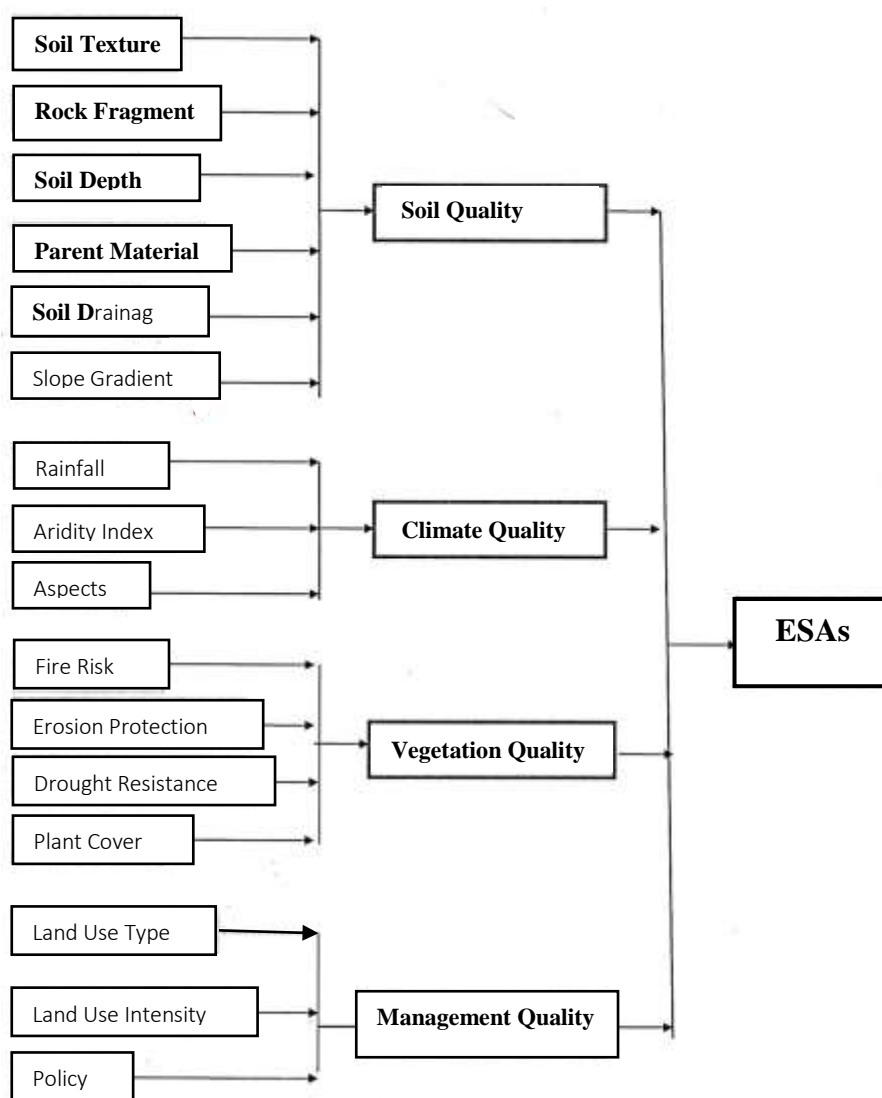 Soil Texture
Rock Fragment
Soil Depth
Parent Material
Soil Drainag
Slope Gradient
Soil Quality
Rainfall
Aridity Index
Aspects
Climate Quality
Fire Risk
Erosion Protection
Drought Resistance
Plant Cover
Vegetation Quality
Land Use Type
Land Use Intensity
Policy
Management Quality
ESAs